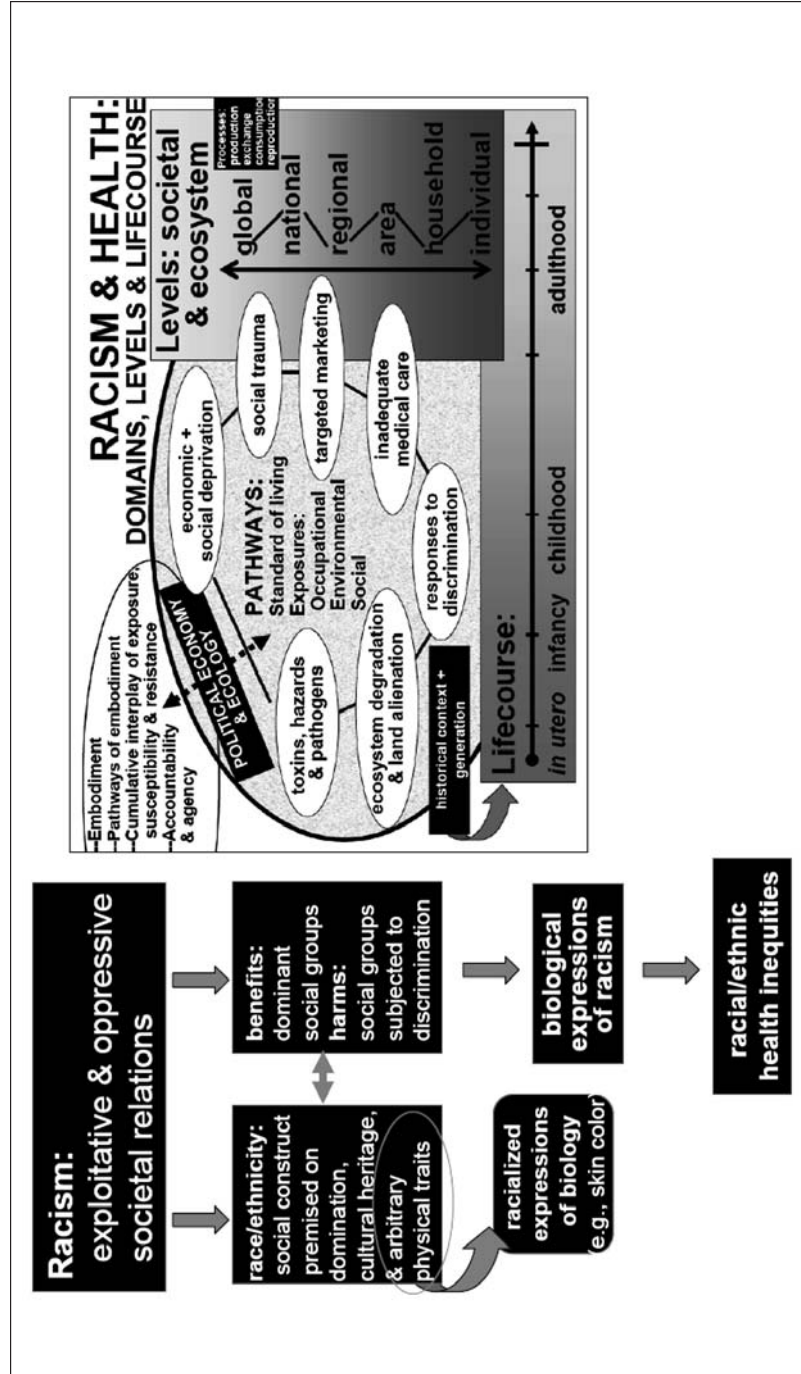 Racism:
exploitative & oppressive
societal relations
race/ethnicity:
social construct
premised on
domination,
cultural heritage,
& arbitrary
physical traits
benefits:
dominant
social groups
harms:
social groups
subjected to
discrimination
racialized
expressions
of biology
(e.g., skin color)
biological
expressions
of racism
racial/ethnic
health inequities
RACISM & HEALTH:
DOMAINS, LEVELS & LIFECOURSE
--Embodiment
--Pathways of embodiment
--Cumulative interplay of exposure,
susceptibility & resistance
--Accountability
& agency
POLITICAL ECONOMY
& ECOLOGY
economic +
social deprivation
social trauma
targeted marketing
inadequate
medical care
responses to
discrimination
ecosystem degradation
& land alienation
toxins, hazards
& pathogens
PATHWAYS:
Standard of living
Exposures:
Occupational
Environmental
Social
Levels: societal
& ecosystem
Processes:
production
exchange
consumption
reproduction
global
national
regional
area
household
individual
historical context +
generation
Lifecourse:
in utero infancy childhood adulthood